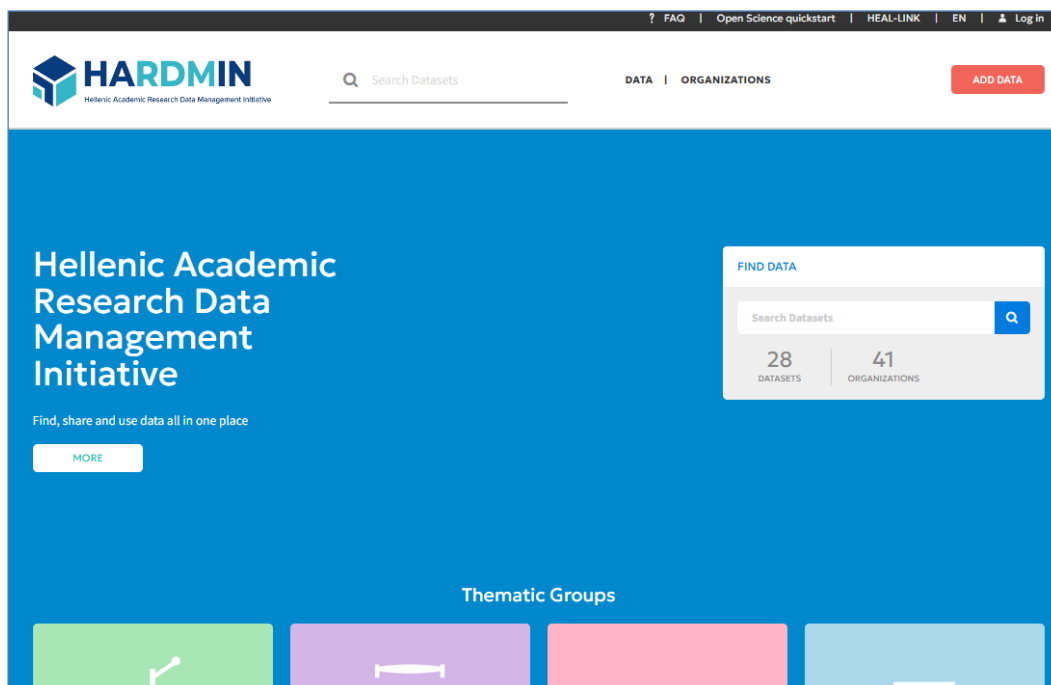 ? FAQ | Open Science quickstart | HEAL-LINK | EN | Log in
HARDMIN
Hellenic Academic Research Data Management Initiative
Search Datasets
DATA | ORGANIZATIONS
ADD DATA
Hellenic Academic
Research Data
Management
Initiative
Find, share and use data all in one place
MORE
FIND DATA
Search Datasets
28
DATASETS
41
ORGANIZATIONS
Thematic Groups